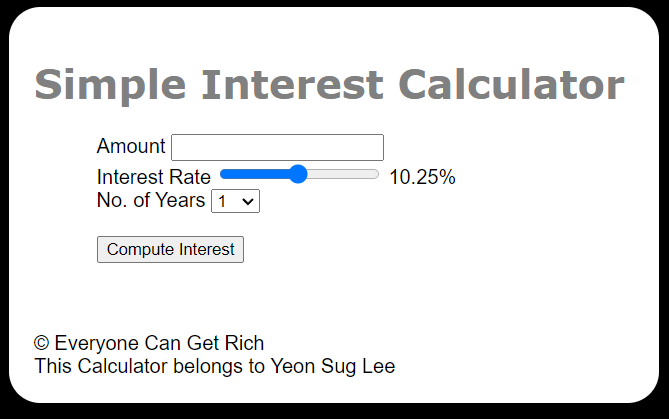 Simple Interest Calculator
Amount
Interest Rate 10.25%
No. of Years 1
Compute Interest
© Everyone Can Get Rich
This Calculator belongs to Yeon Sug Lee